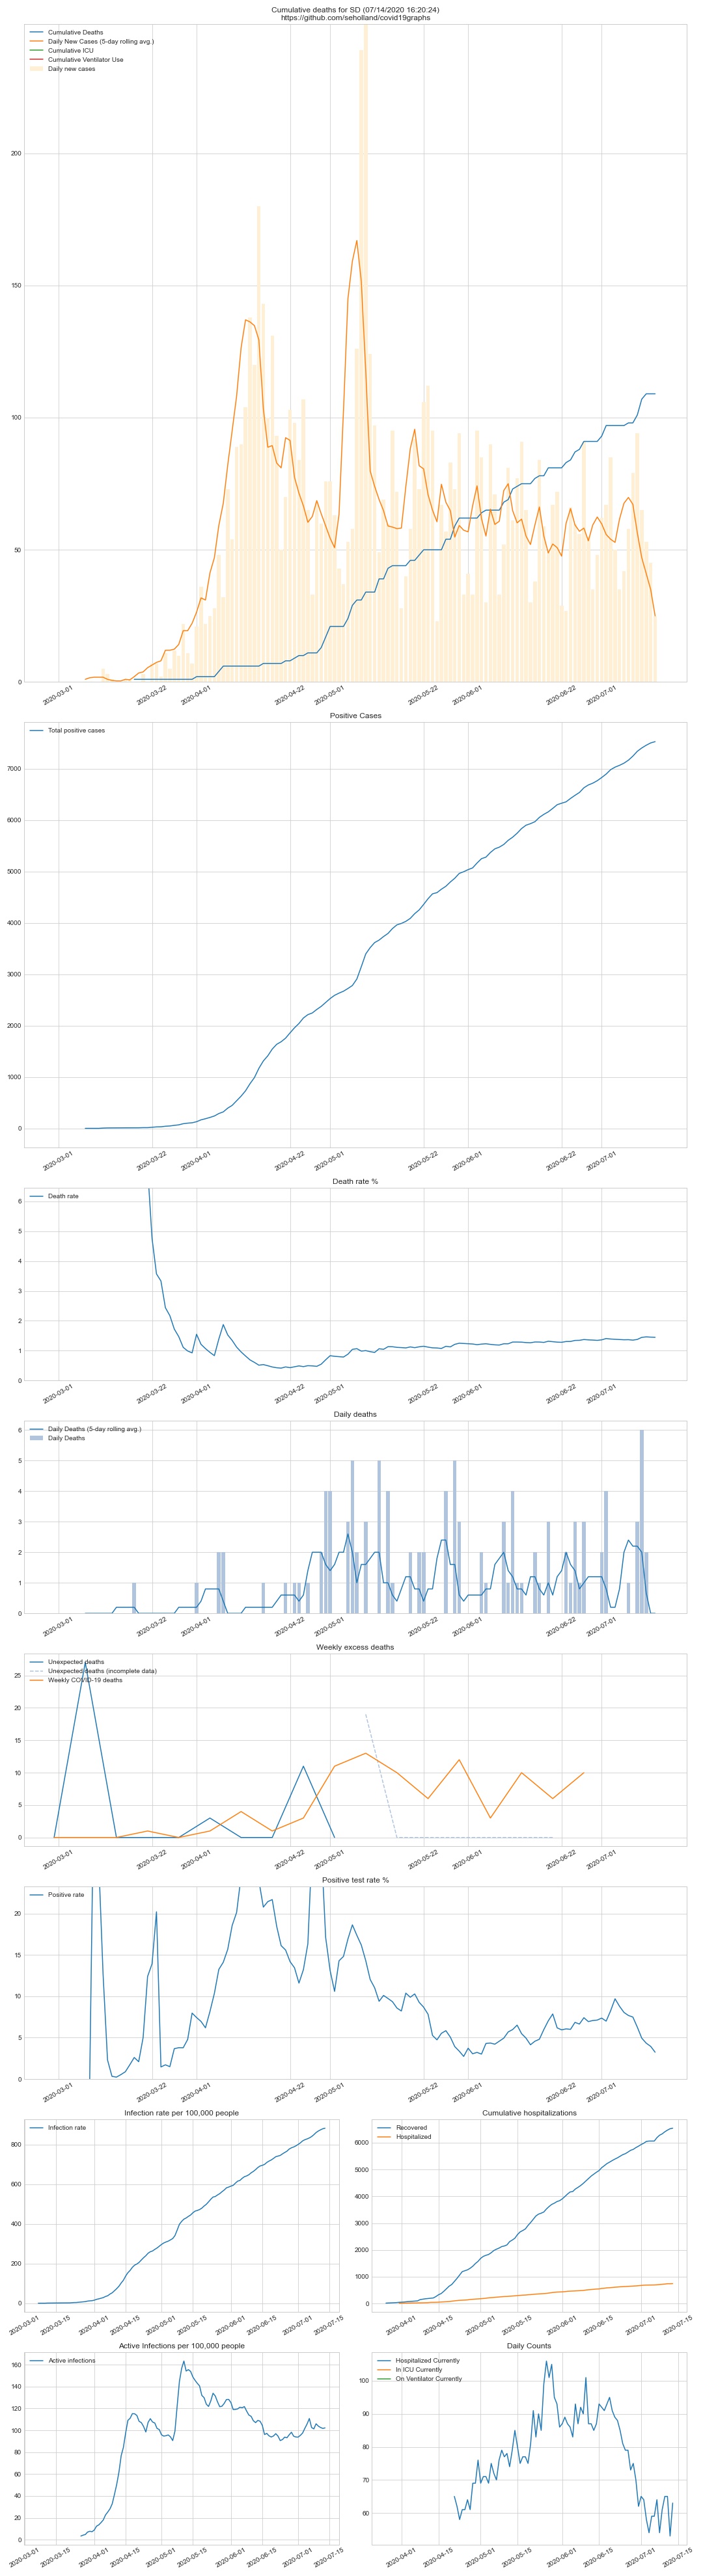 Cumulative deaths for SD (07/14/2020 16:20:24)
https://github.com/seholland/covid19graphs
Cumulative Deaths
Daily New Cases (5-day rolling avg.)
Cumulative ICU
Cumulative Ventilator Use
Daily new cases
200
150
100
50
0
2020-03-01 2020-03-22 2020-04-01 2020-04-22 2020-05-01 2020-05-22 2020-06-01 2020-06-22 2020-07-01
Positive Cases
Total positive cases
7000
6000
5000
4000
3000
2000
1000
0
2020-03-01 2020-03-22 2020-04-01 2020-04-22 2020-05-01 2020-05-22 2020-06-01 2020-06-22 2020-07-01
Death rate %
Death rate
6
5
4
3
2
1
0
2020-03-01 2020-03-22 2020-04-01 2020-04-22 2020-05-01 2020-05-22 2020-06-01 2020-06-22 2020-07-01
Daily deaths
Daily Deaths (5-day rolling avg.)
Daily Deaths
6
5
4
3
2
1
0
2020-03-01 2020-03-22 2020-04-01 2020-04-22 2020-05-01 2020-05-22 2020-06-01 2020-06-22 2020-07-01
Weekly excess deaths
Unexpected deaths
Unexpected deaths (incomplete data)
Weekly COVID-19 deaths
25
20
15
10
5
0
2020-03-01 2020-03-22 2020-04-01 2020-04-22 2020-05-01 2020-05-22 2020-06-01 2020-06-22 2020-07-01
Positive test rate %
Positive rate
20
15
10
5
0
2020-03-01 2020-03-22 2020-04-01 2020-04-22 2020-05-01 2020-05-22 2020-06-01 2020-06-22 2020-07-01
Infection rate per 100,000 people
Infection rate
800
600
400
200
0
2020-03-01 2020-03-15 2020-04-01 2020-04-15 2020-05-01 2020-05-15 2020-06-01 2020-06-15 2020-07-01 2020-07-15
Cumulative hospitalizations
Recovered
Hospitalized
6000
5000
4000
3000
2000
1000
0
2020-04-01 2020-04-15 2020-05-01 2020-05-15 2020-06-01 2020-06-15 2020-07-01 2020-07-15
Active Infections per 100,000 people
Active infections
160
140
120
100
80
60
40
20
0
2020-03-01 2020-03-15 2020-04-01 2020-04-15 2020-05-01 2020-05-15 2020-06-01 2020-06-15 2020-07-01 2020-07-15
Daily Counts
Hospitalized Currently
In ICU Currently
On Ventilator Currently
100
90
80
70
60
2020-04-01 2020-04-15 2020-05-01 2020-05-15 2020-06-01 2020-06-15 2020-07-01 2020-07-15